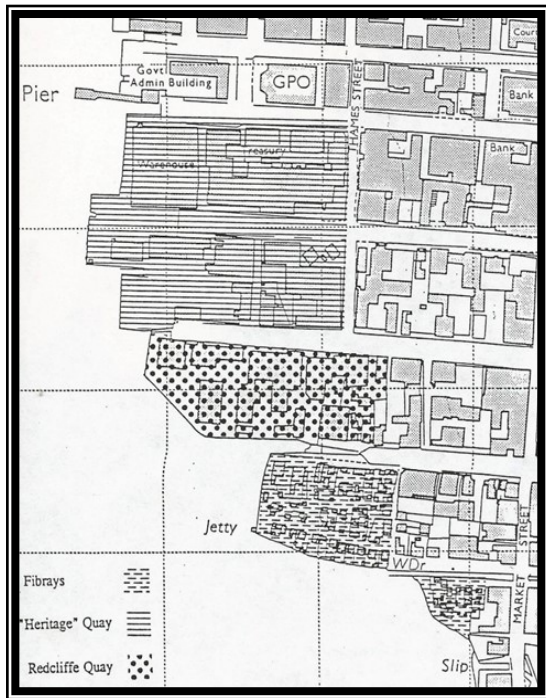 Court
Govt
Admin Building
GPO
Pier
THAMES STREET
Bank
Bank
Warehouse
Treasury
Jetty
WDr
MARKET STREET
Slip
Fibrays
"Heritage" Quay
Redcliffe Quay